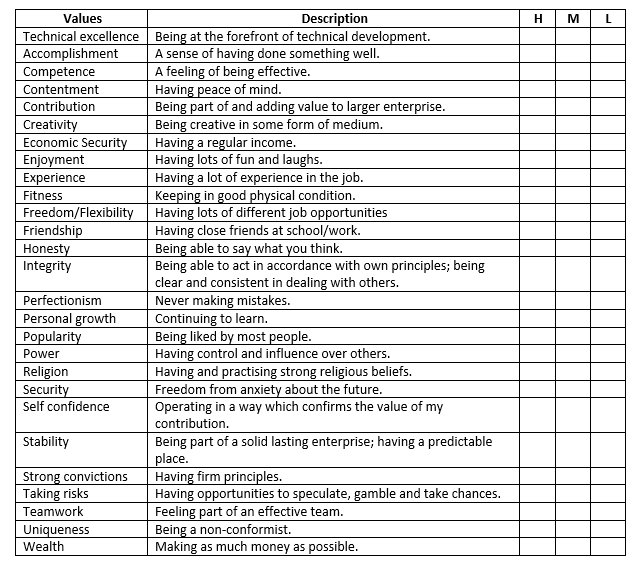 Values Description H M L
Technical excellence Being at the forefront of technical development.
Accomplishment A sense of having done something well.
Competence A feeling of being effective.
Contentment Having peace of mind.
Contribution Being part of and adding value to larger enterprise.
Creativity Being creative in some form of medium.
Economic Security Having a regular income.
Enjoyment Having lots of fun and laughs.
Experience Having a lot of experience in the job.
Fitness Keeping in good physical condition.
Freedom/Flexibility Having lots of different job opportunities
Friendship Having close friends at school/work.
Honesty Being able to say what you think.
Integrity Being able to act in accordance with own principles; being
clear and consistent in dealing with others.
Perfectionism Never making mistakes.
Personal growth Continuing to learn.
Popularity Being liked by most people.
Power Having control and influence over others.
Religion Having and practising strong religious beliefs.
Security Freedom from anxiety about the future.
Self confidence Operating in a way which confirms the value of my
contribution.
Stability Being part of a solid lasting enterprise; having a predictable
place.
Strong convictions Having firm principles.
Taking risks Having opportunities to speculate, gamble and take chances.
Teamwork Feeling part of an effective team.
Uniqueness Being a non-conformist.
Wealth Making as much money as possible.